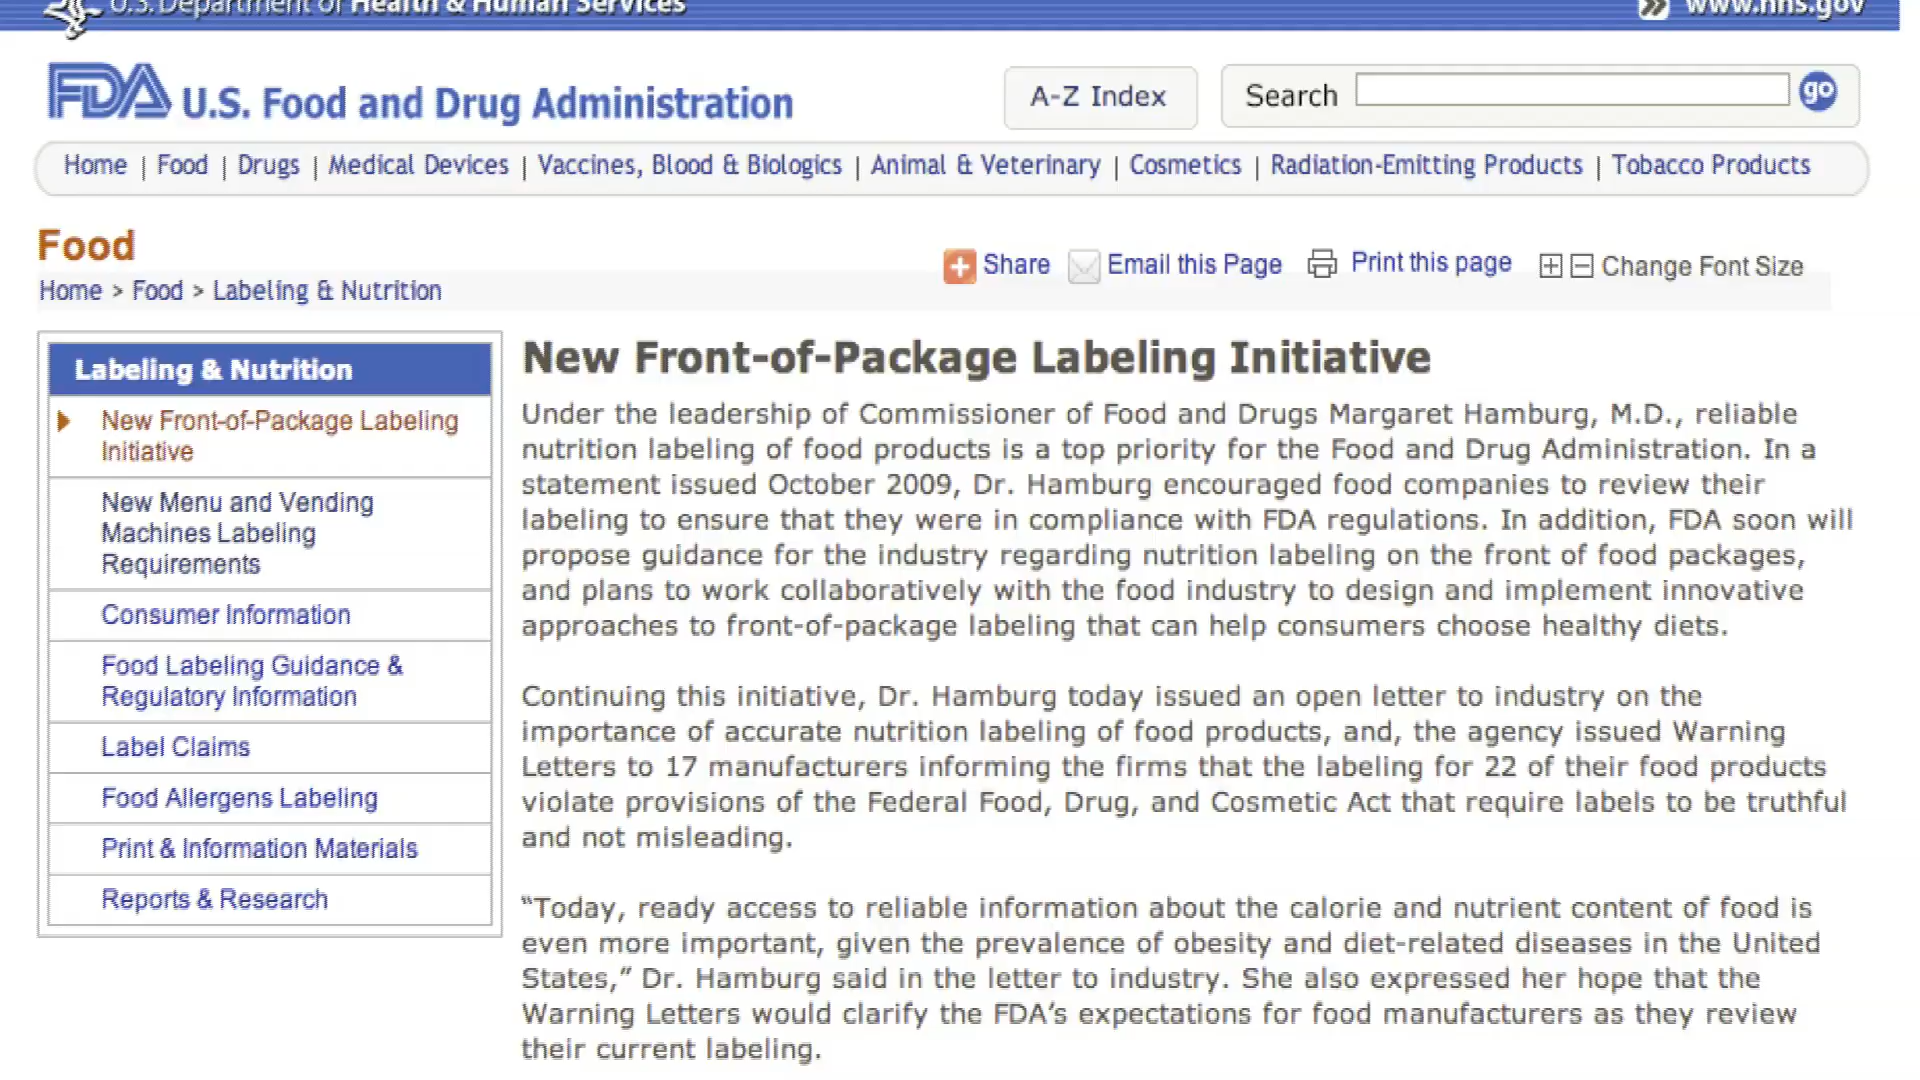 U.S. Department of Health & Human Services
www.hhs.gov
FDA U.S. Food and Drug Administration
A-Z Index
Search
go
Home | Food | Drugs | Medical Devices | Vaccines, Blood & Biologics | Animal & Veterinary | Cosmetics | Radiation-Emitting Products | Tobacco Products
Food
Share Email this Page Print this page Change Font Size
Home > Food > Labeling & Nutrition
Labeling & Nutrition
New Front-of-Package Labeling
Initiative
New Menu and Vending
Machines Labeling
Requirements
Consumer Information
Food Labeling Guidance &
Regulatory Information
Label Claims
Food Allergens Labeling
Print & Information Materials
Reports & Research
New Front-of-Package Labeling Initiative
Under the leadership of Commissioner of Food and Drugs Margaret Hamburg, M.D., reliable
nutrition labeling of food products is a top priority for the Food and Drug Administration. In a
statement issued October 2009, Dr. Hamburg encouraged food companies to review their
labeling to ensure that they were in compliance with FDA regulations. In addition, FDA soon will
propose guidance for the industry regarding nutrition labeling on the front of food packages,
and plans to work collaboratively with the food industry to design and implement innovative
approaches to front-of-package labeling that can help consumers choose healthy diets.
Continuing this initiative, Dr. Hamburg today issued an open letter to industry on the
importance of accurate nutrition labeling of food products, and, the agency issued Warning
Letters to 17 manufacturers informing the firms that the labeling for 22 of their food products
violate provisions of the Federal Food, Drug, and Cosmetic Act that require labels to be truthful
and not misleading.
“Today, ready access to reliable information about the calorie and nutrient content of food is
even more important, given the prevalence of obesity and diet-related diseases in the United
States,” Dr. Hamburg said in the letter to industry. She also expressed her hope that the
Warning Letters would clarify the FDA’s expectations for food manufacturers as they review
their current labeling.